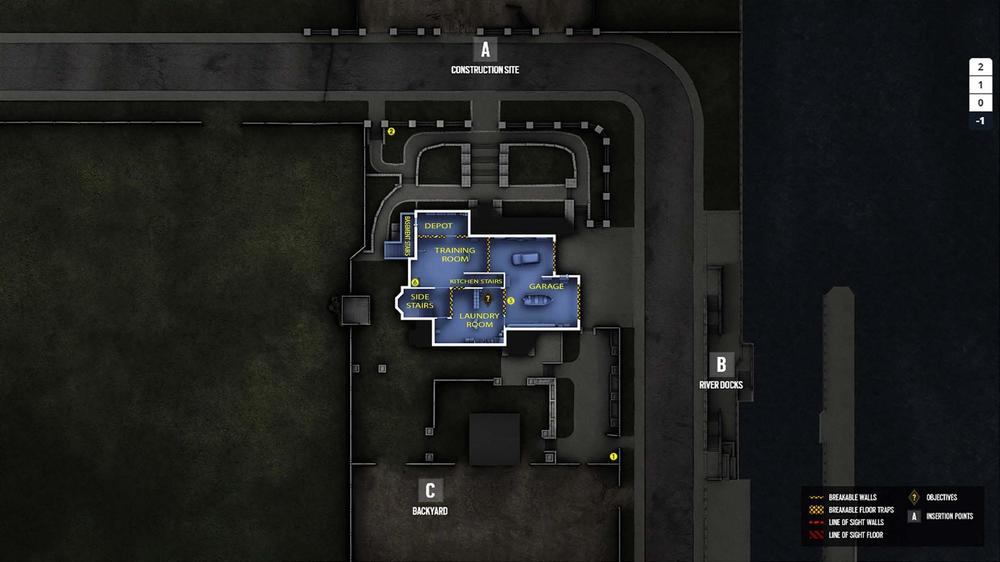 A
CONSTRUCTION SITE
2
1
0
-1
2
BASEMENT STAIRS
DEPOT
TRAINING
ROOM
KITCHEN STAIRS
6
SIDE
STAIRS
?
5
GARAGE
LAUNDRY
ROOM
B
RIVER DOCKS
1
C
BACKYARD
BREAKABLE WALLS
BREAKABLE FLOOR TRAPS
LINE OF SIGHT WALLS
LINE OF SIGHT FLOOR
? OBJECTIVES
A INSERTION POINTS